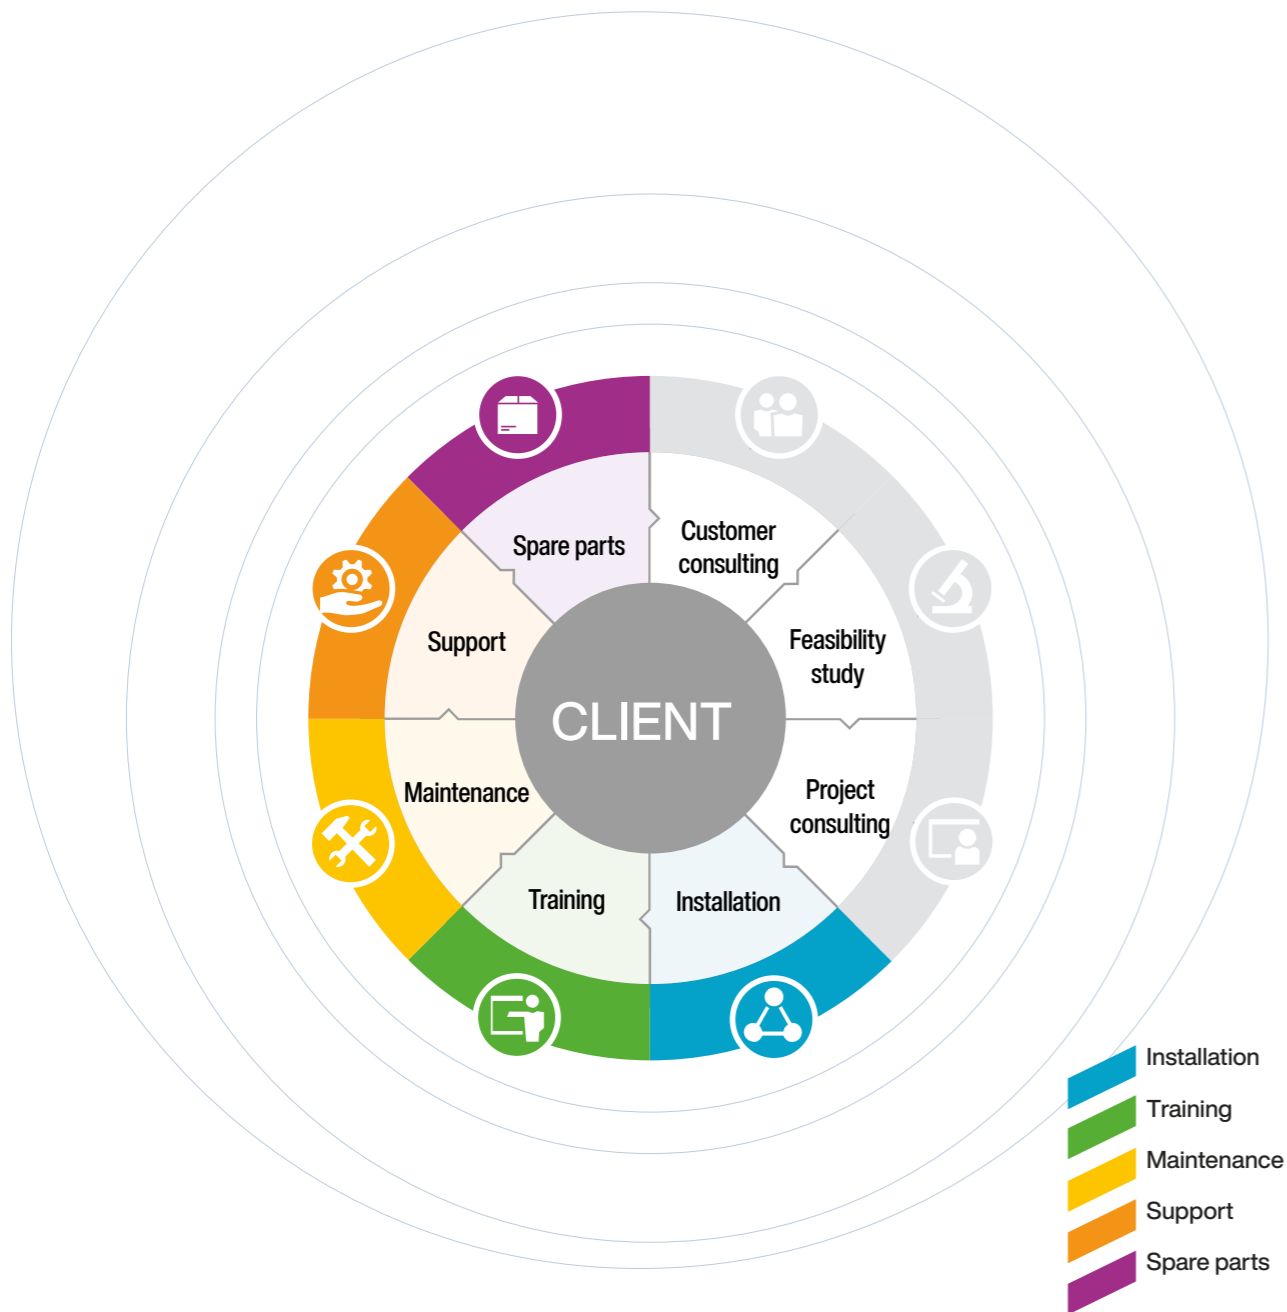 Spare parts
Customer
consulting
Feasibility
study
Project
consulting
Installation
Training
Maintenance
Support
CLIENT
Installation
Training
Maintenance
Support
Spare parts